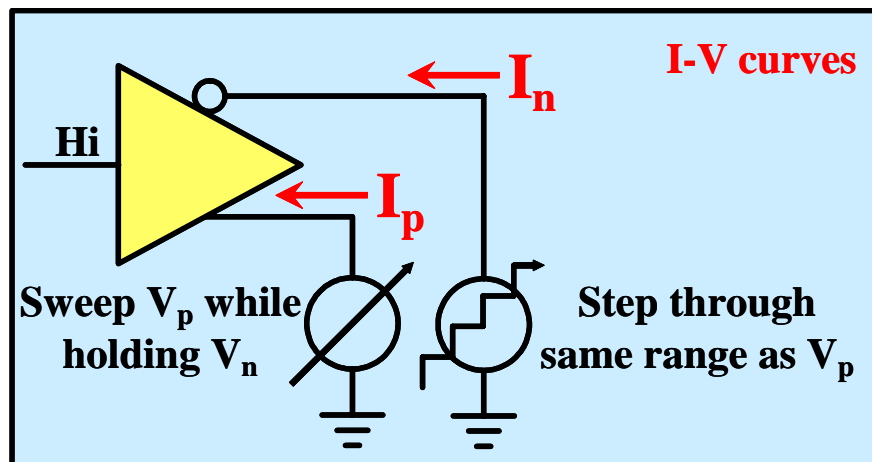 I-V curves
Iₙ
Hi
Iₚ
Sweep Vₚ while
holding Vₙ
Step through
same range as Vₚ